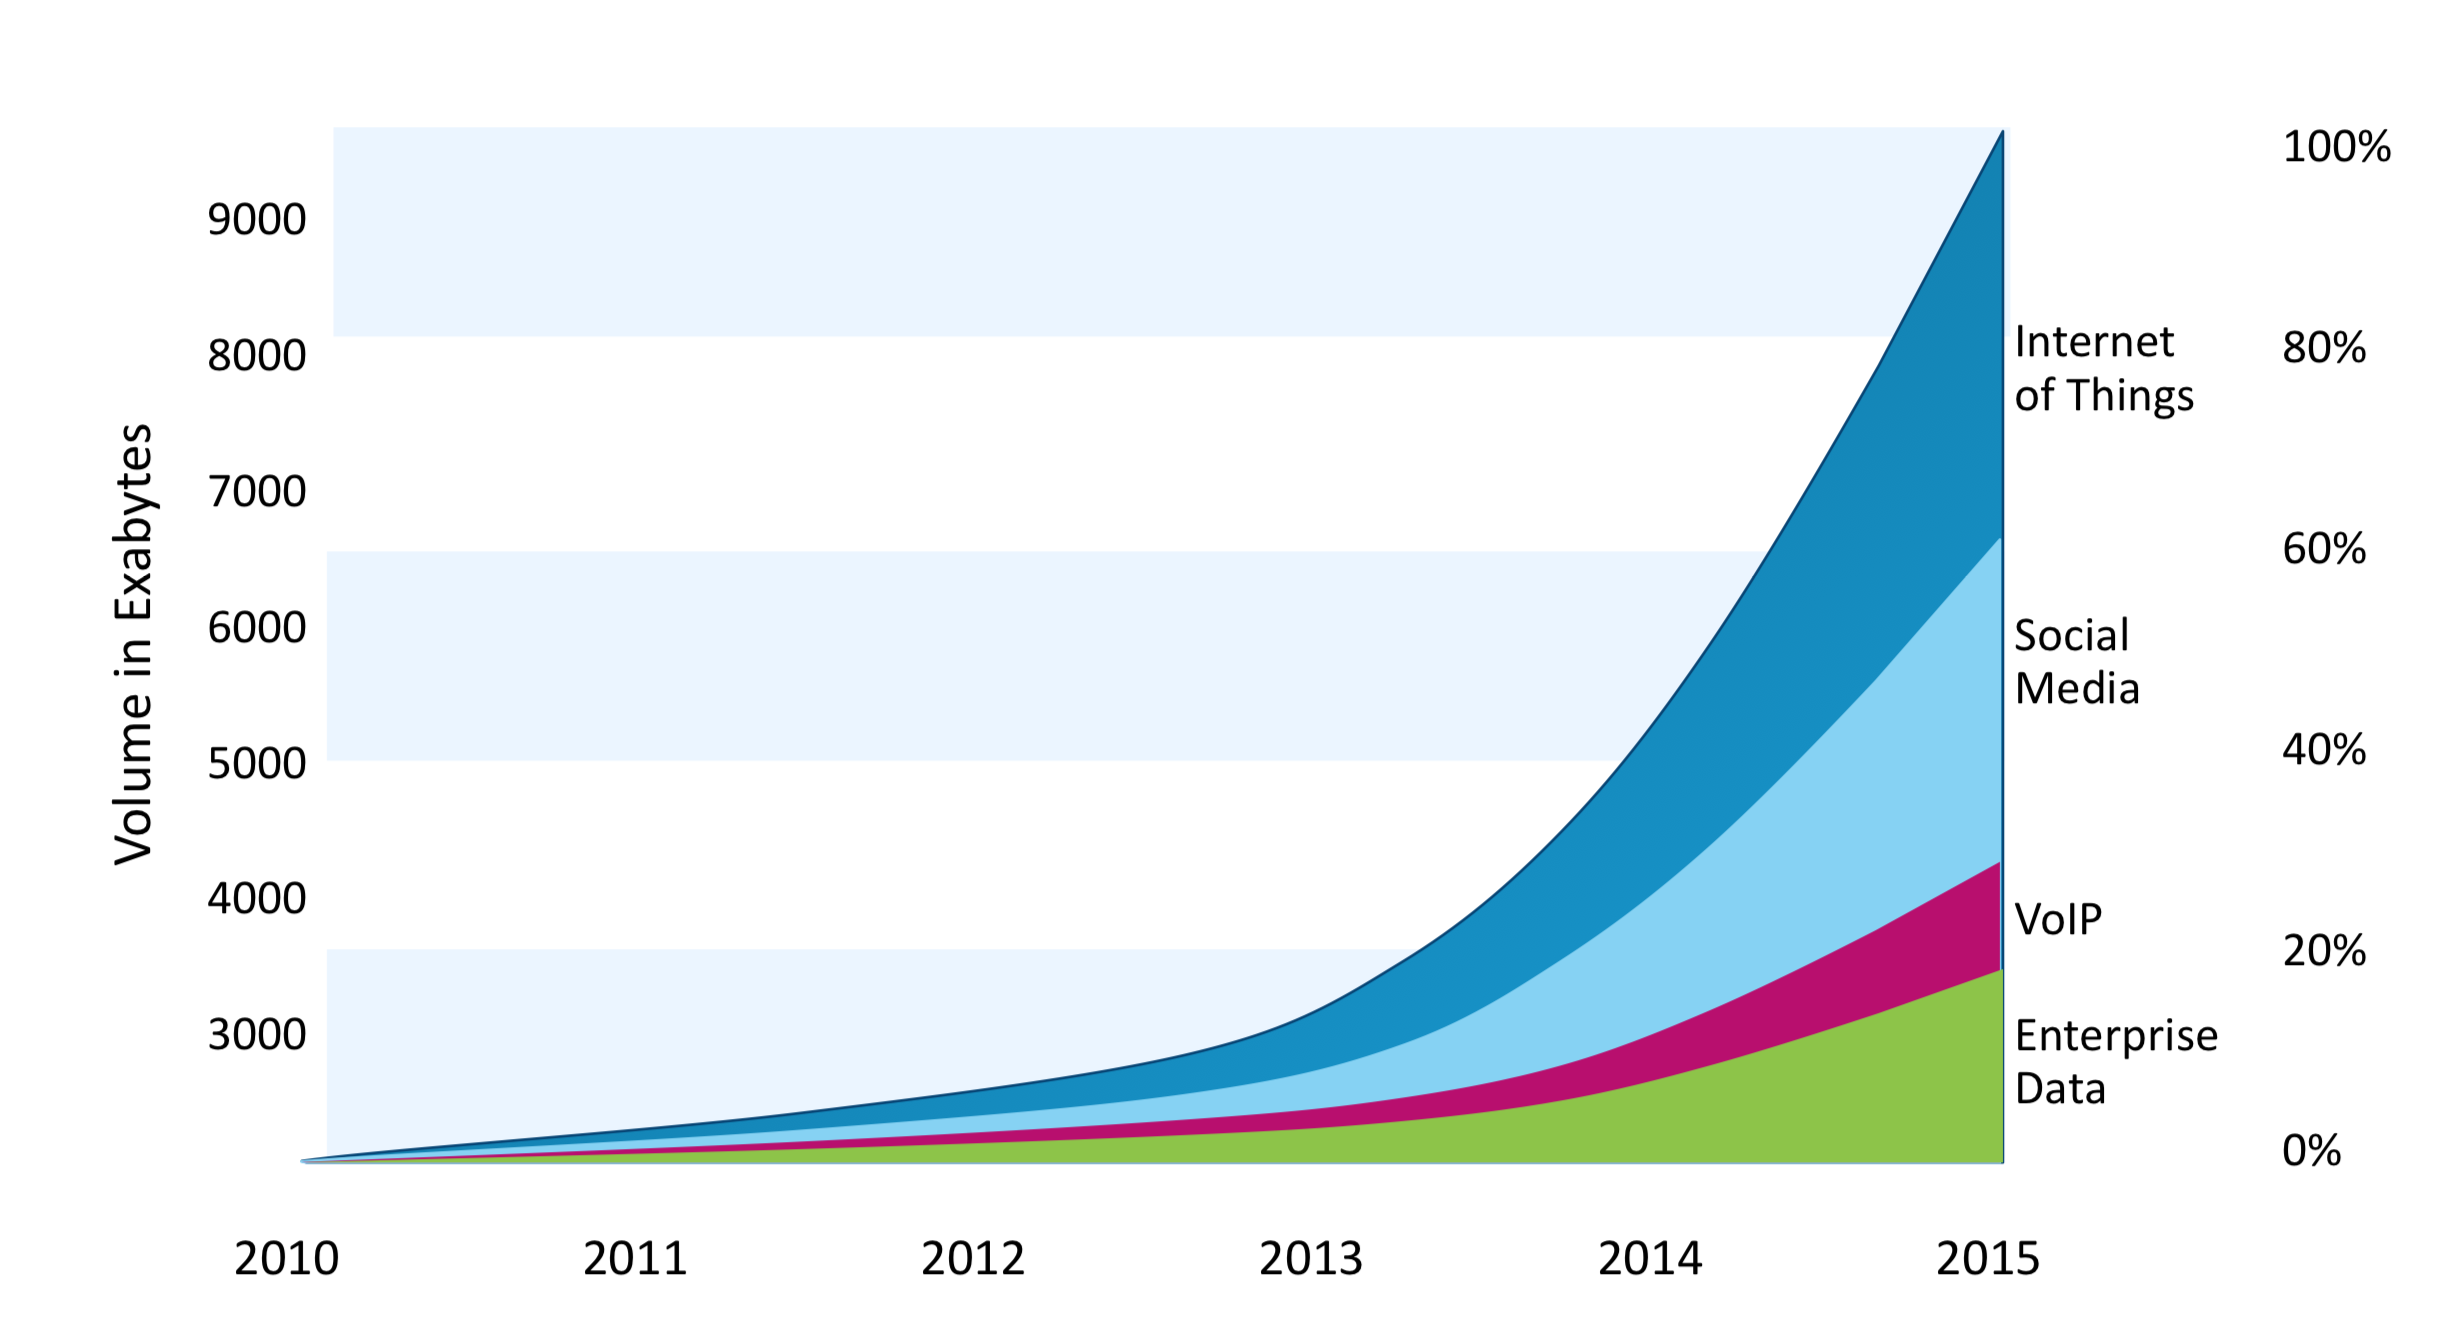 Volume in Exabytes
9000
8000
7000
6000
5000
4000
3000
2010
2011
2012
2013
2014
2015
Internet
of Things
Social
Media
VoIP
Enterprise
Data
100%
80%
60%
40%
20%
0%